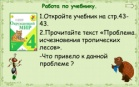 Работа по учебнику.
1.Откройте учебник на стр.43-
43.
2.Прочитайте текст «Проблема
исчезновения тропических
лесов».
-Что привело к данной
проблеме ?